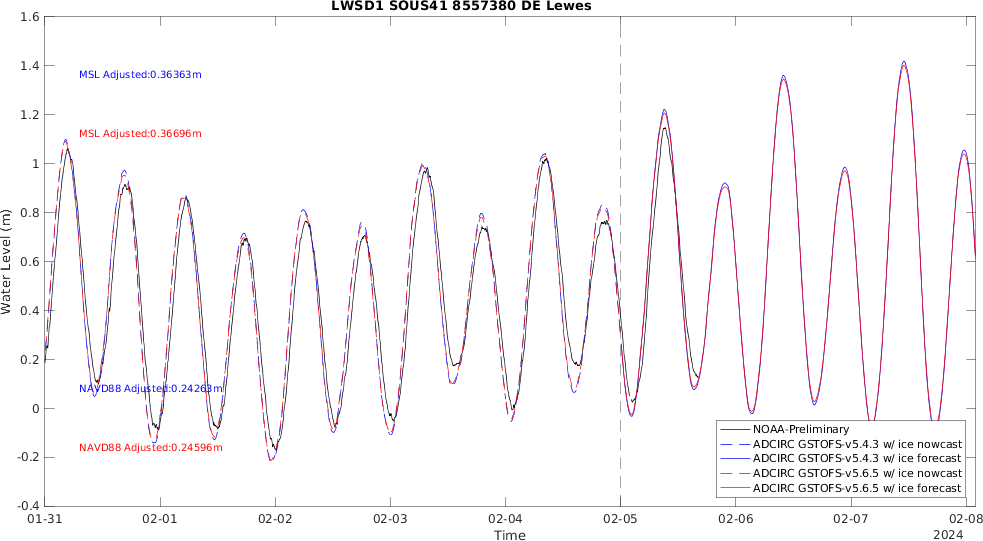 LWSD1 SOUS41 8557380 DE Lewes
1.6
1.4
1.2
1
0.8
0.6
0.4
0.2
0
-0.2
-0.4
Water Level (m)
MSL Adjusted:0.36363m
MSL Adjusted:0.36696m
NAVD88 Adjusted:0.24263m
NAVD88 Adjusted:0.24596m
NOAA-Preliminary
ADCIRC GSTOFS-v5.4.3 w/ ice nowcast
ADCIRC GSTOFS-v5.4.3 w/ ice forecast
ADCIRC GSTOFS-v5.6.5 w/ ice nowcast
ADCIRC GSTOFS-v5.6.5 w/ ice forecast
01-31 02-01 02-02 02-03 02-04 02-05 02-06 02-07 02-08
Time
2024